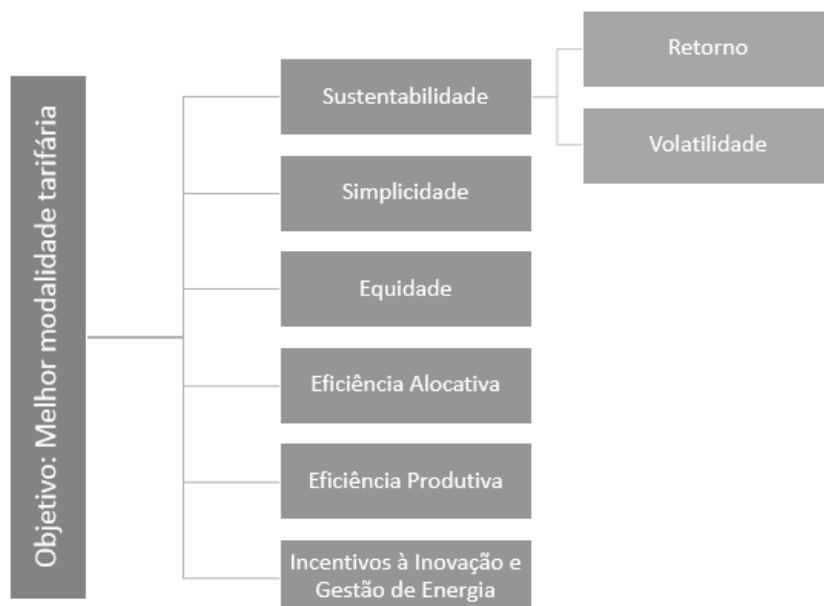 Objetivo: Melhor modalidade tarifária
Sustentabilidade
Retorno
Volatilidade
Simplicidade
Equidade
Eficiência Alocativa
Eficiência Produtiva
Incentivos à Inovação e
Gestão de Energia